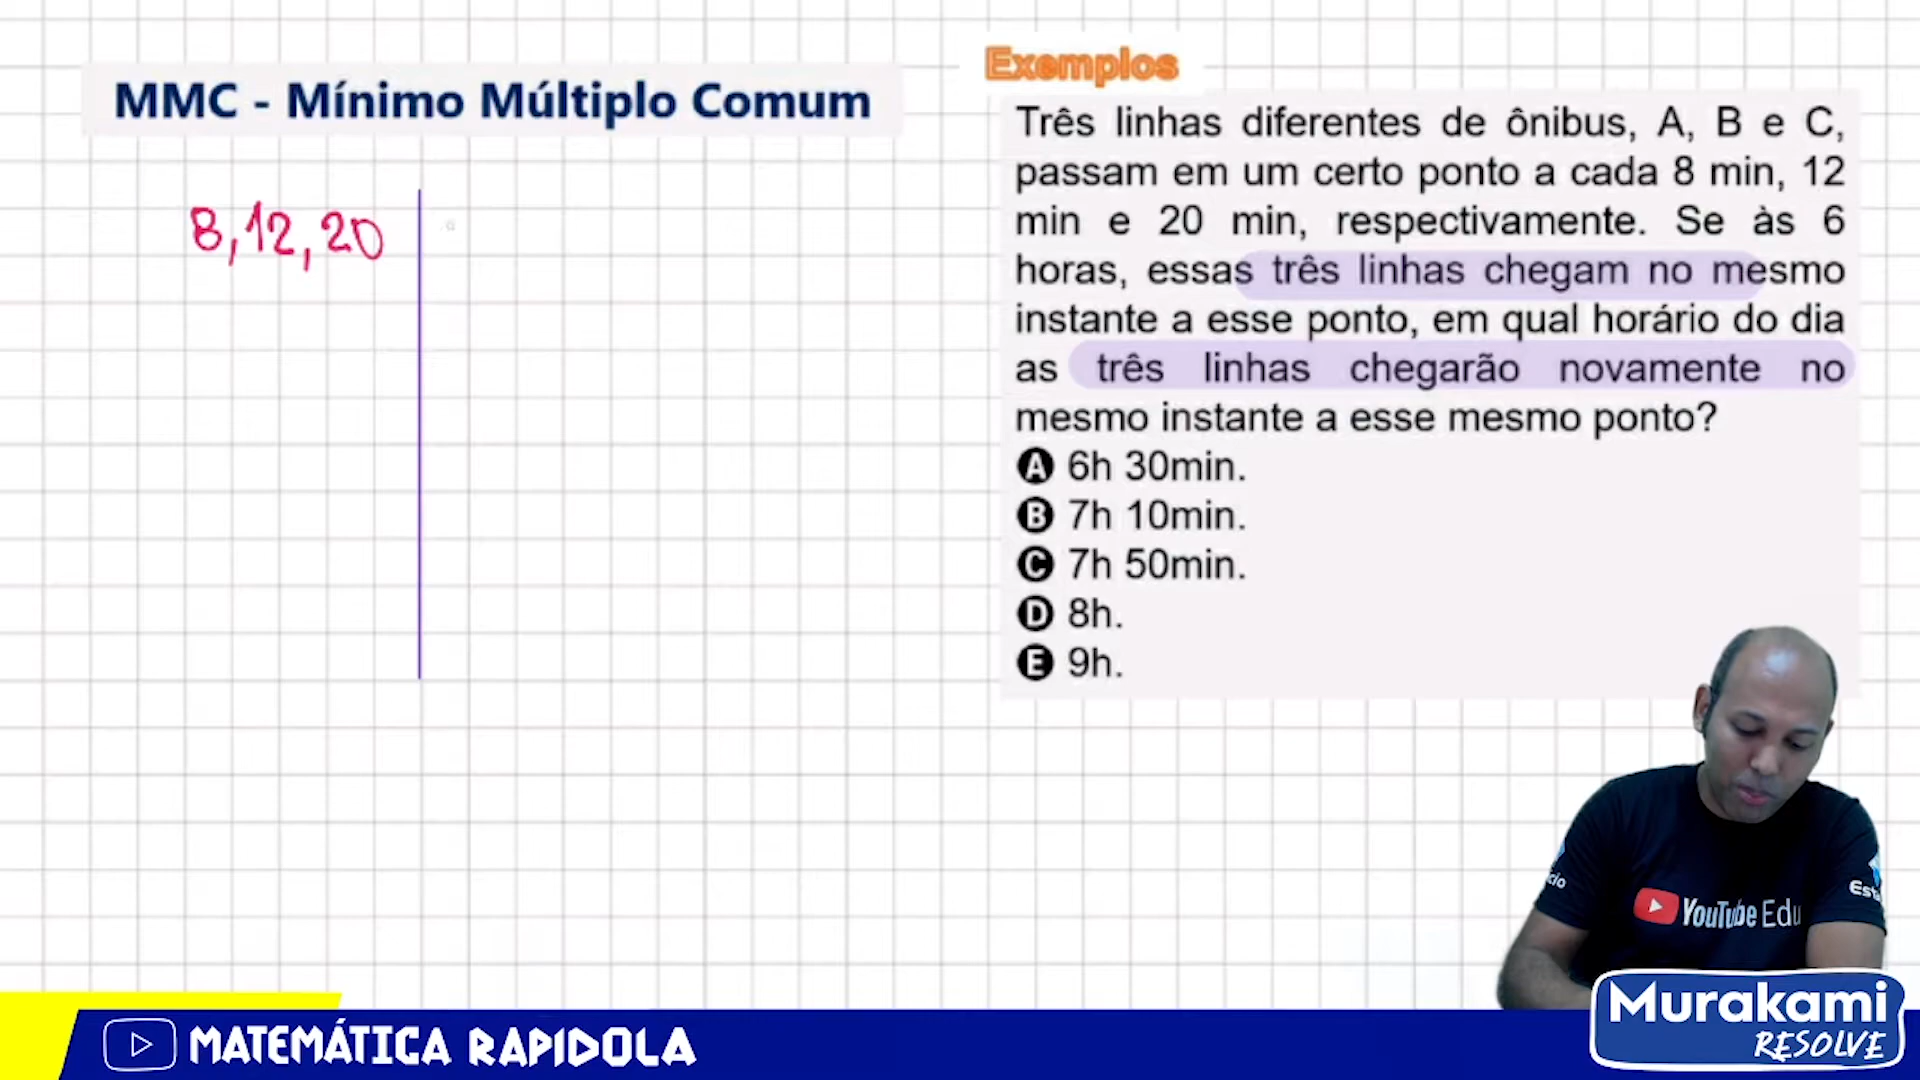 MMC - Mínimo Múltiplo Comum
8, 12, 20
Exemplos
Três linhas diferentes de ônibus, A, B e C,
passam em um certo ponto a cada 8 min, 12
min e 20 min, respectivamente. Se às 6
horas, essas três linhas chegam no mesmo
instante a esse ponto, em qual horário do dia
as três linhas chegarão novamente no
mesmo instante a esse mesmo ponto?
A 6h 30min.
B 7h 10min.
C 7h 50min.
D 8h.
E 9h.
YouTube Edu
MATEMÁTICA RAPIDOLA
Murakami
RESOLVE